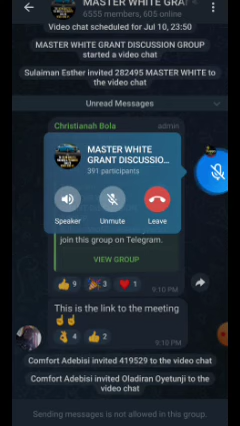 MASTER WHITE GRANT
6555 members, 605 online
Video chat scheduled for Jul 10, 23:50
MASTER WHITE GRANT DISCUSSION GROUP
started a video chat
Sulaiman Esther invited 282495 MASTER WHITE to
the video chat
Unread Messages
Christianah Bola admin
MASTER WHITE
GRANT DISCUSSIO...
391 participants
Speaker Unmute Leave
join this group on Telegram.
VIEW GROUP
👍 9 🎉 3 ❤️ 1
9:10 PM
This is the link to the meeting
☝️☝️
👌 4 👍 2
9:10 PM
Comfort Adebisi invited 419529 to the video chat
Comfort Adebisi invited Oladiran Oyetunji to the
video chat
Sending messages is not allowed in this group.